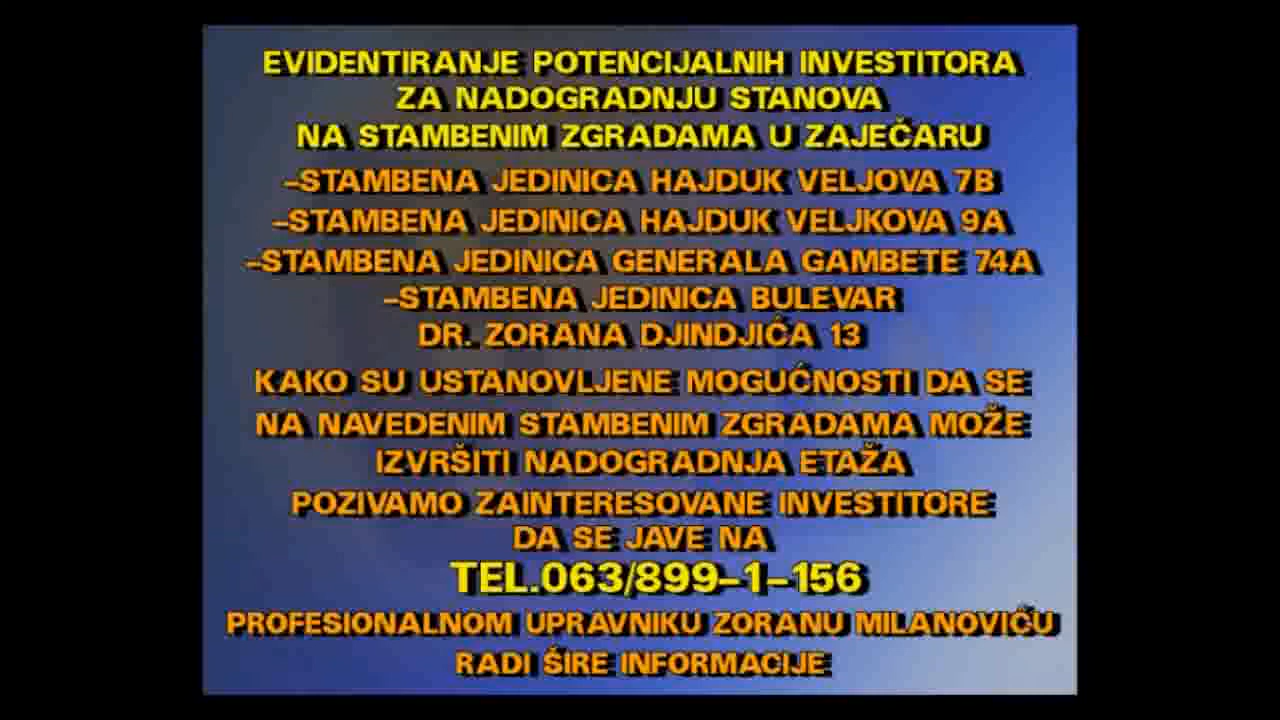 EVIDENTIRANJE POTENCIJALNIH INVESTITORA
ZA NADOGRADNJU STANOVA
NA STAMBENIM ZGRADAMA U ZAJEČARU
-STAMBENA JEDINICA HAJDUK VELJOVA 7B
-STAMBENA JEDINICA HAJDUK VELJKOVA 9A
-STAMBENA JEDINICA GENERALA GAMBETE 74A
-STAMBENA JEDINICA BULEVAR
DR. ZORANA DJINDJIĆA 13
KAKO SU USTANOVLJENE MOGUĆNOSTI DA SE
NA NAVEDENIM STAMBENIM ZGRADAMA MOŽE
IZVRŠITI NADOGRADNJA ETAŽA
POZIVAMO ZAINTERESOVANE INVESTITORE
DA SE JAVE NA
TEL.063/899-1-156
PROFESIONALNOM UPRAVNIKU ZORANU MILANOVIĆU
RADI ŠIRE INFORMACIJE